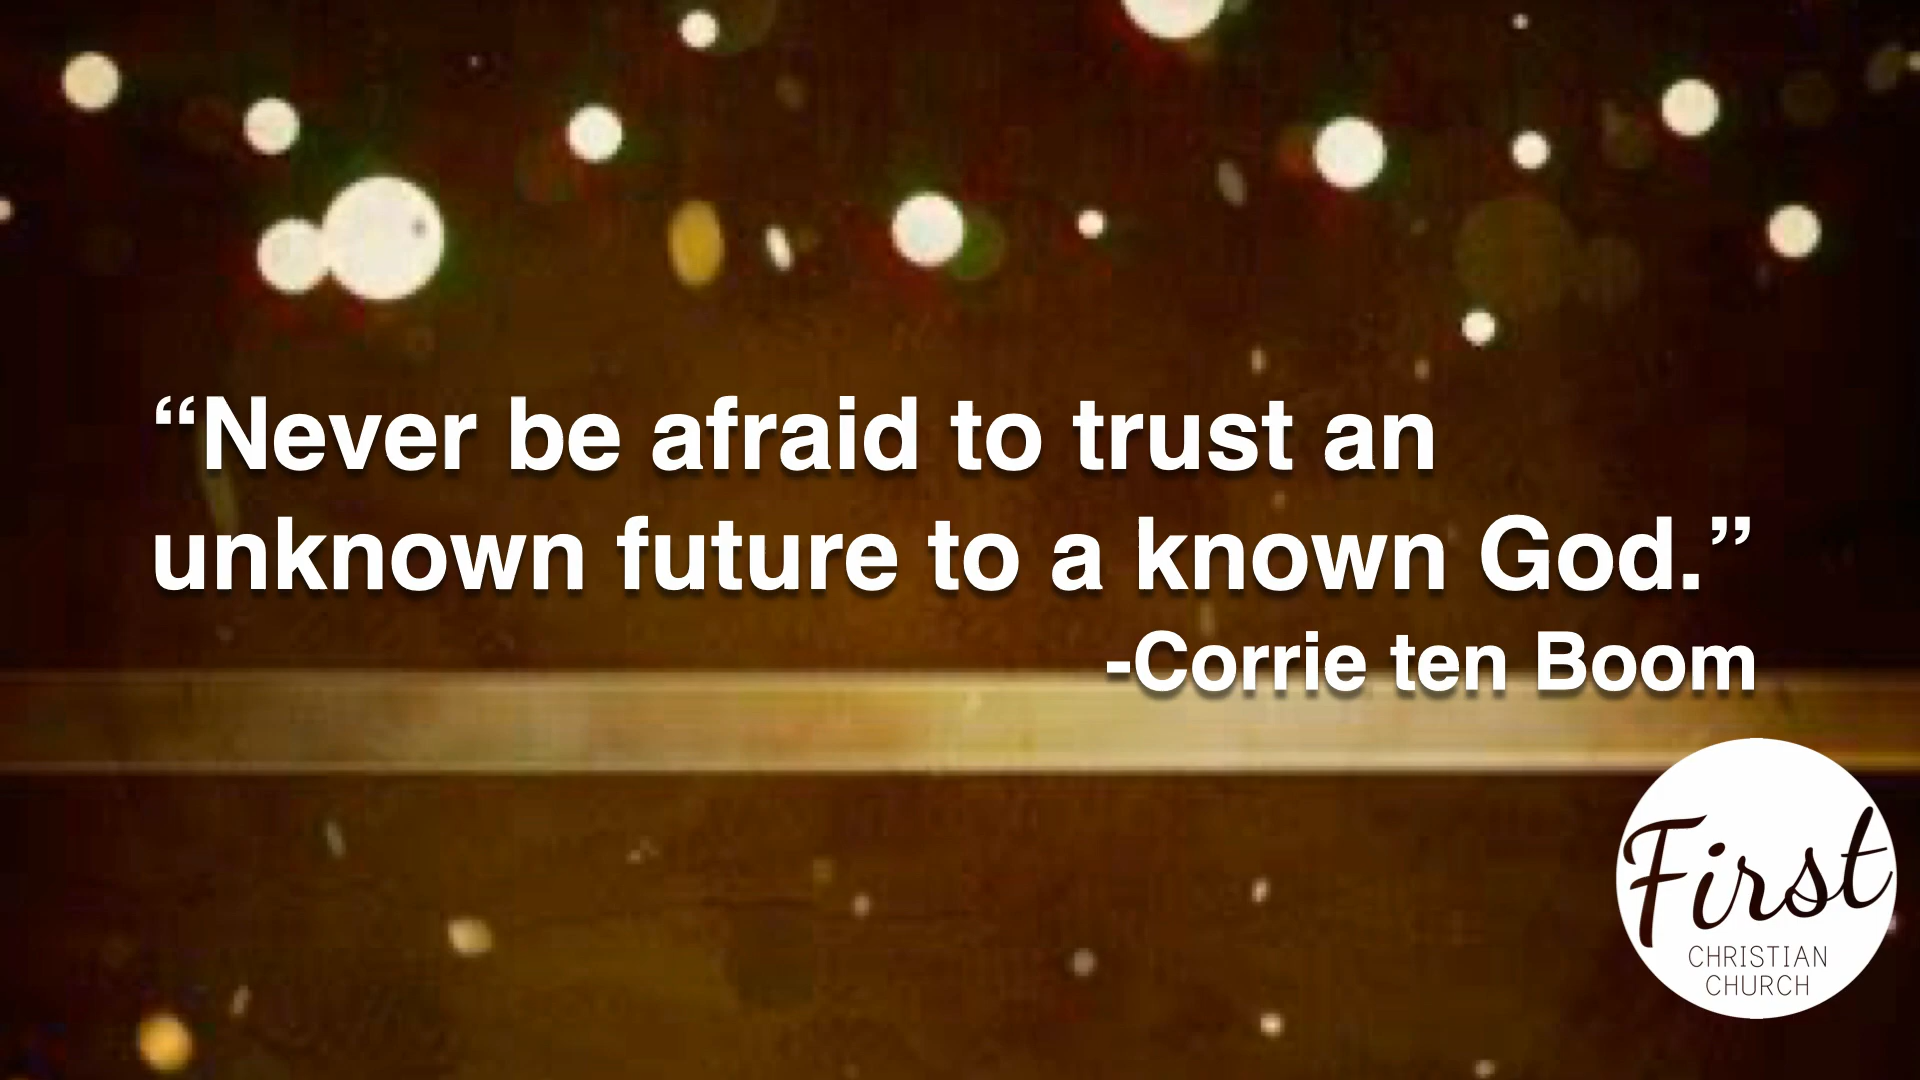 “Never be afraid to trust an
unknown future to a known God.”
-Corrie ten Boom
First
CHRISTIAN
CHURCH